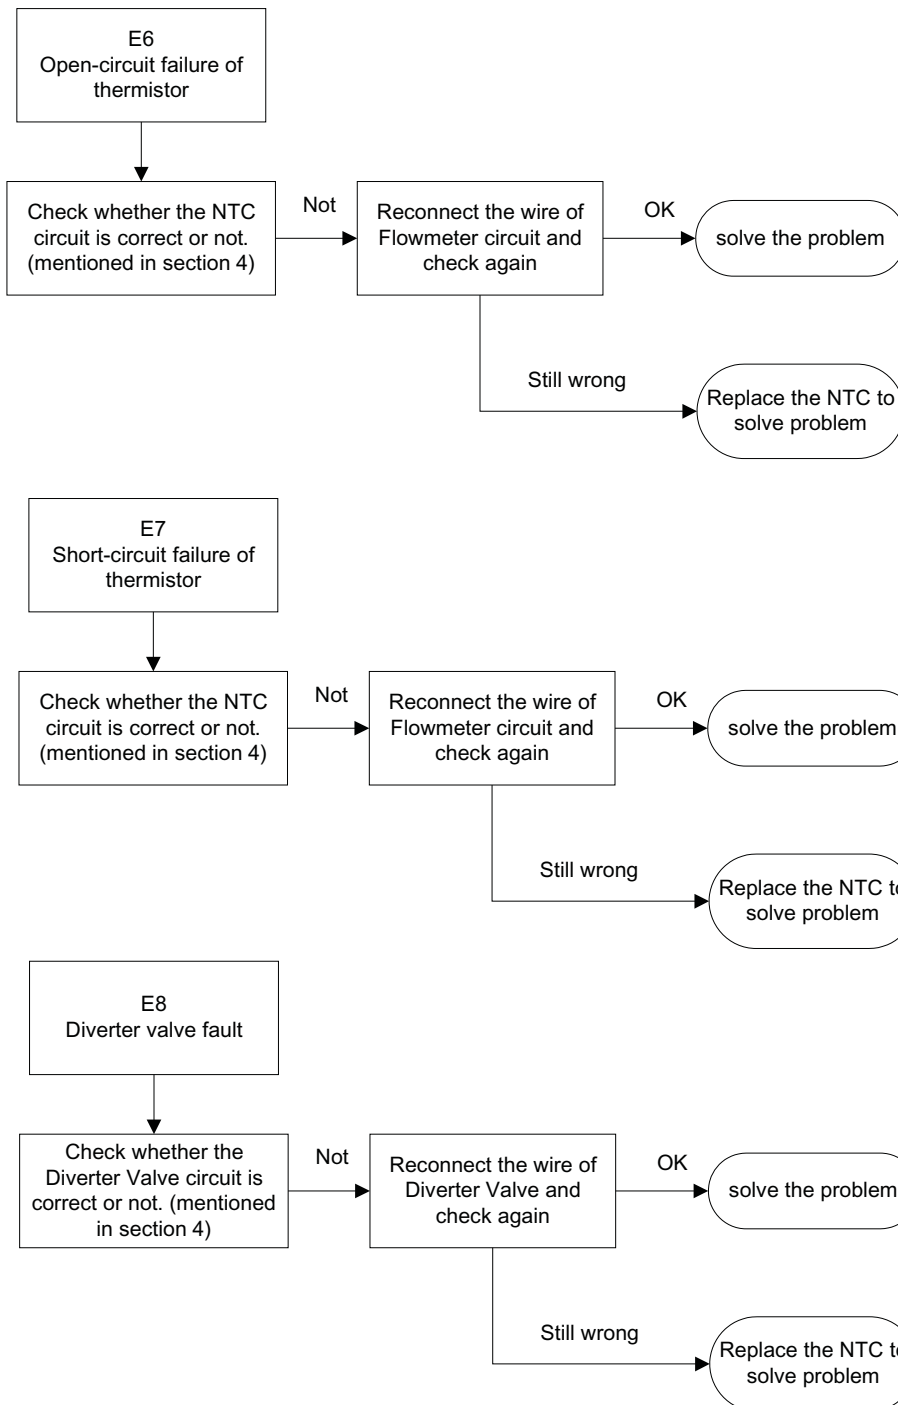 E6
Open-circuit failure of
thermistor
Check whether the NTC
circuit is correct or not.
(mentioned in section 4)
Not
Reconnect the wire of
Flowmeter circuit and
check again
OK
solve the problem
Still wrong
Replace the NTC to
solve problem
E7
Short-circuit failure of
thermistor
Check whether the NTC
circuit is correct or not.
(mentioned in section 4)
Not
Reconnect the wire of
Flowmeter circuit and
check again
OK
solve the problem
Still wrong
Replace the NTC to
solve problem
E8
Diverter valve fault
Check whether the
Diverter Valve circuit is
correct or not. (mentioned
in section 4)
Not
Reconnect the wire of
Diverter Valve and
check again
OK
solve the problem
Still wrong
Replace the NTC to
solve problem